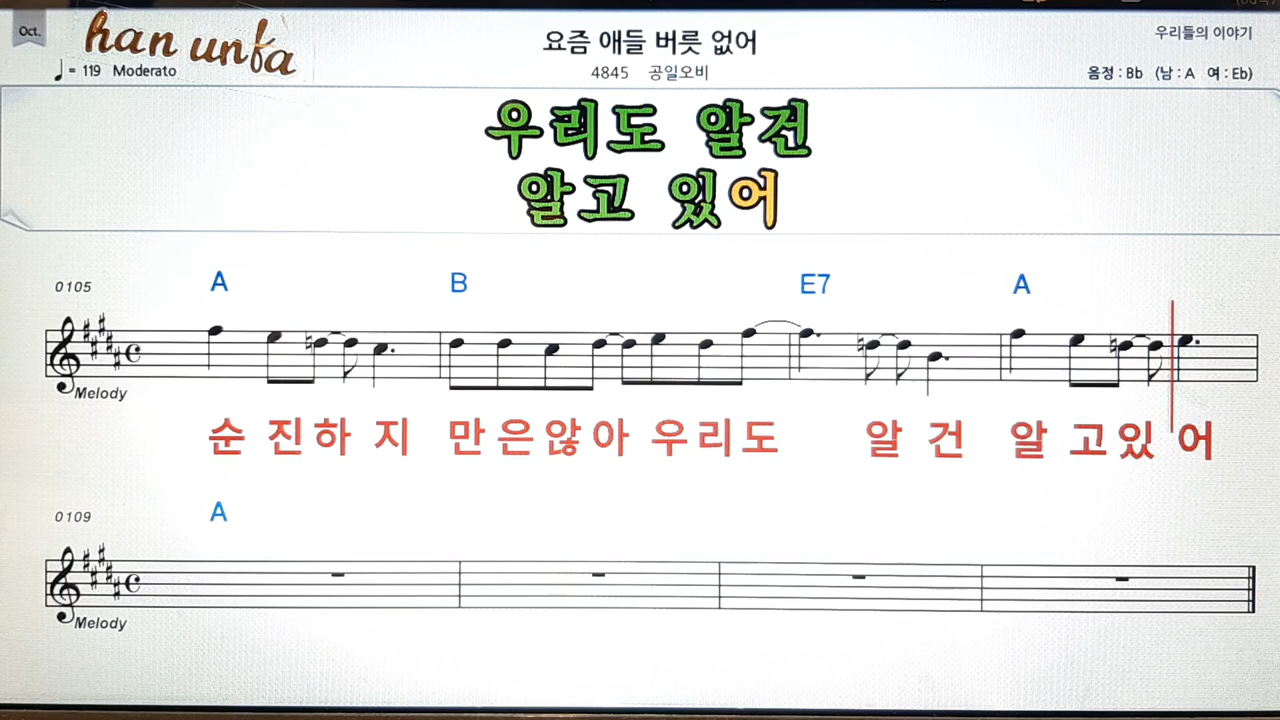 Oct.
han unfa
요즘 애들 버릇 없어
우리들의 이야기
♩= 119 Moderato
4845 공일오비
음정 : Bb (남 : A 여 : Eb)
우리도 알건
알고 있어
0105
A B E7 A
Melody
순 진하 지 만은않아 우리도 알 건 알 고있 어
0109
A
Melody